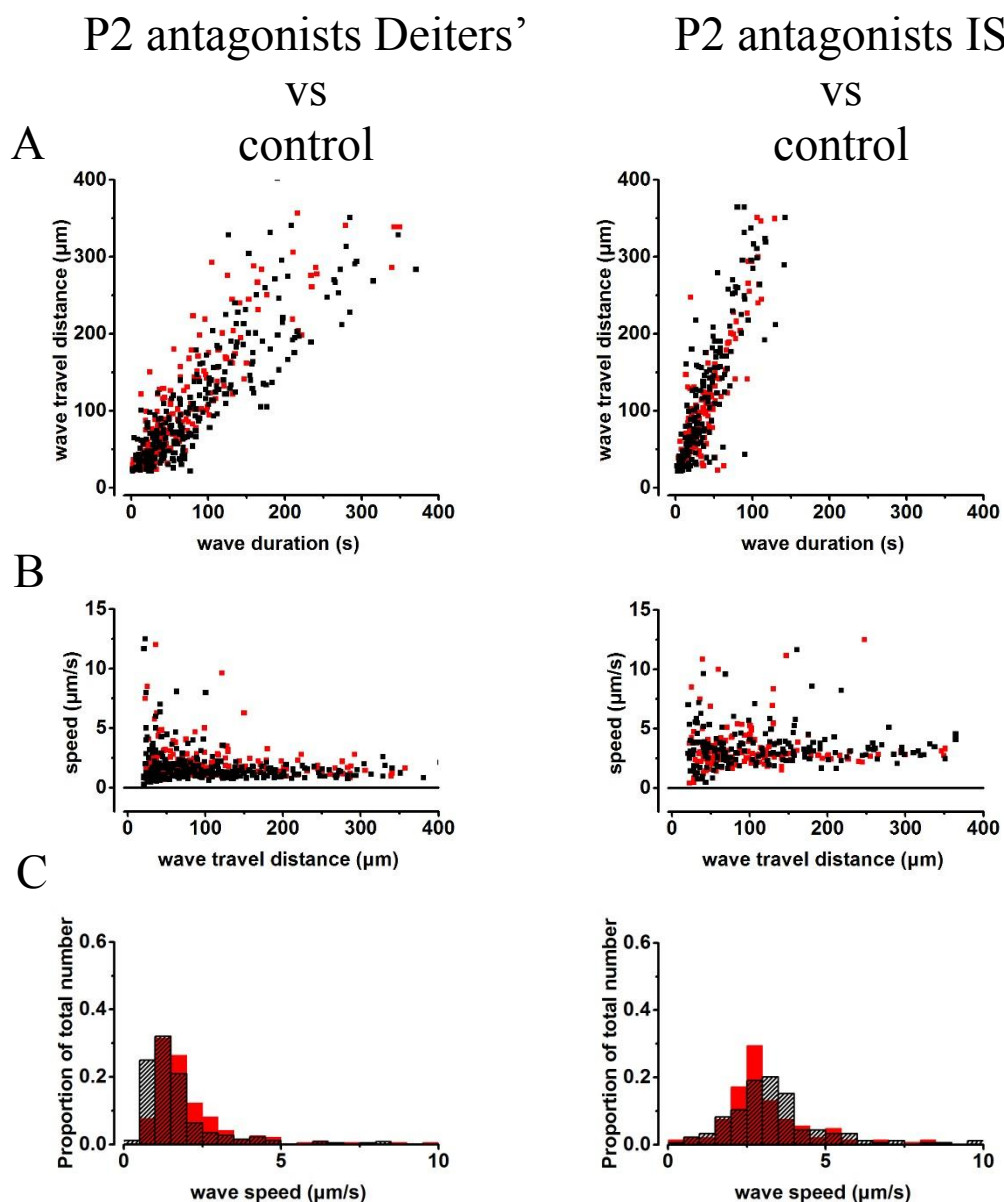 P2 antagonists Deiters’
vs
control
P2 antagonists IS
vs
control
A
400
300
200
100
0
wave travel distance (µm)
0 100 200 300 400
wave duration (s)
400
300
200
100
0
wave travel distance (µm)
0 100 200 300 400
wave duration (s)
B
15
10
5
0
speed (µm/s)
0 100 200 300 400
wave travel distance (µm)
15
10
5
0
speed (µm/s)
0 100 200 300 400
wave travel distance (µm)
C
0.6
0.4
0.2
0.0
Proportion of total number
0 5 10
wave speed (µm/s)
0.6
0.4
0.2
0.0
Proportion of total number
0 5 10
wave speed (µm/s)